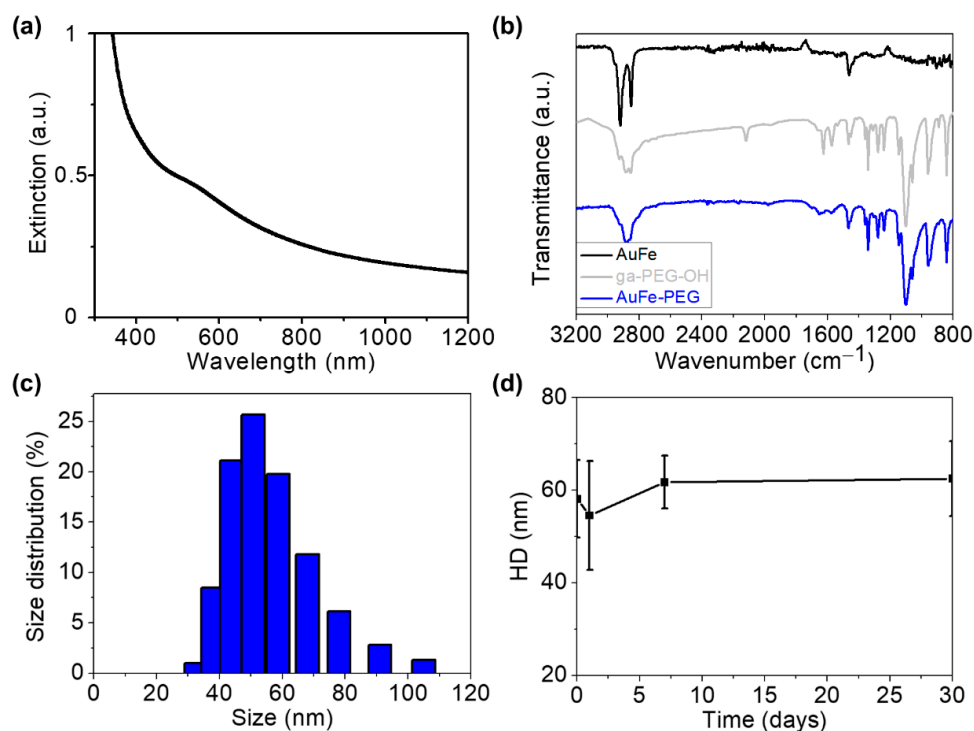 (a)
1
0.5
0
Extinction (a.u.)
400 600 800 1000 1200
Wavelength (nm)
(b)
Transmittance (a.u.)
AuFe
ga-PEG-OH
AuFe-PEG
3200 2800 2400 2000 1600 1200 800
Wavenumber (cm⁻¹)
(c)
25
20
15
10
5
0
Size distribution (%)
0 20 40 60 80 100 120
Size (nm)
(d)
80
60
40
20
HD (nm)
0 5 10 15 20 25 30
Time (days)